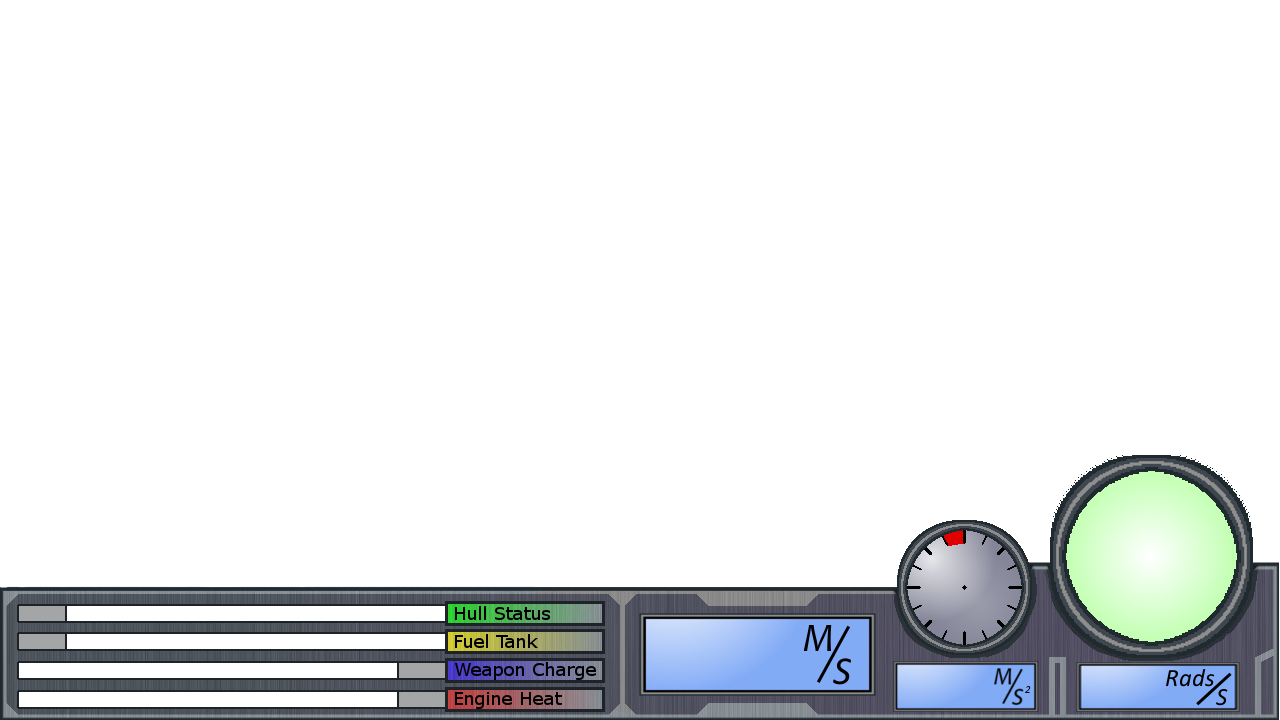 Hull Status
Fuel Tank
Weapon Charge
Engine Heat
M/S
M/S²
Rads/S